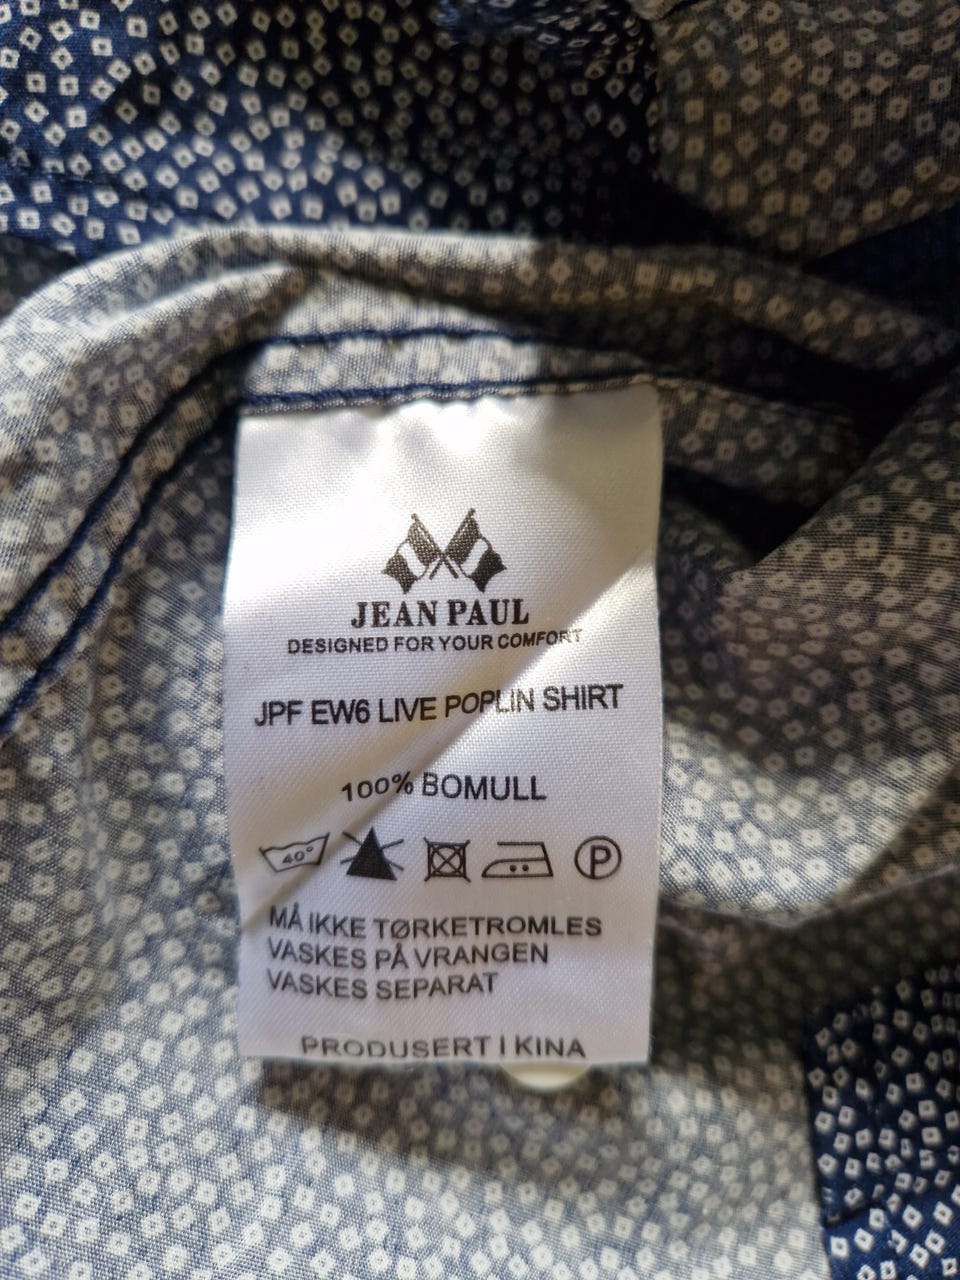 JEAN PAUL
DESIGNED FOR YOUR COMFORT
JPF EW6 LIVE POPLIN SHIRT
100% BOMULL
40° P
MÅ IKKE TØRKETROMLES
VASKES PÅ VRANGEN
VASKES SEPARAT
PRODUSERT I KINA